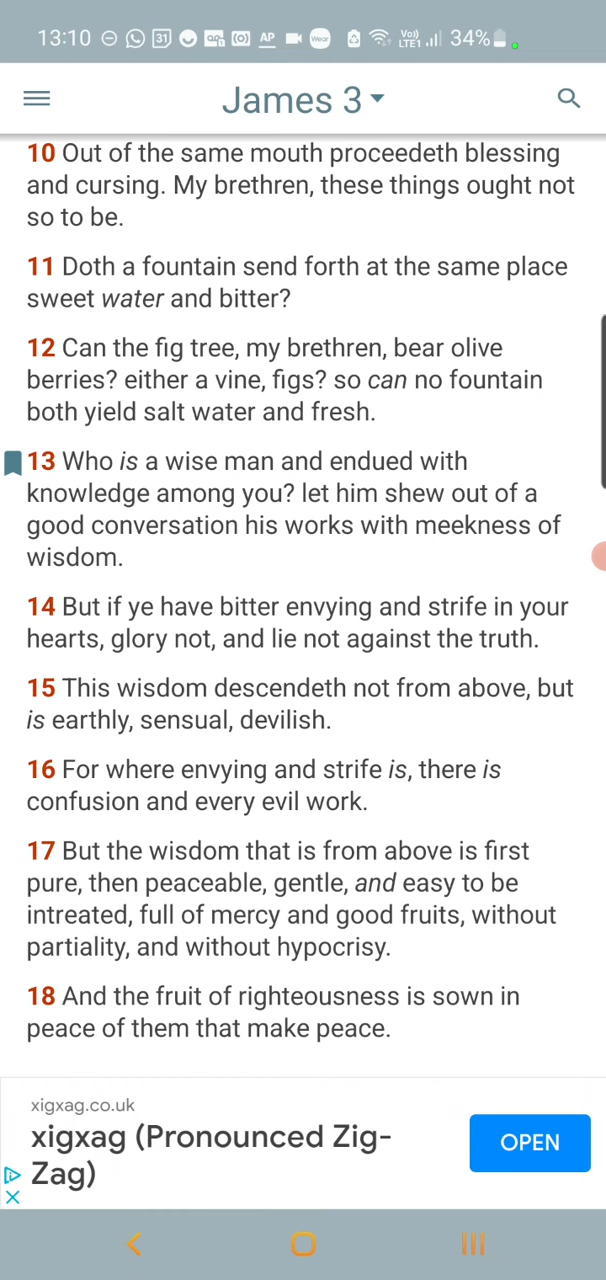 13:10 31 AP Wear Vo)) LTE1 34%
James 3
10 Out of the same mouth proceedeth blessing
and cursing. My brethren, these things ought not
so to be.
11 Doth a fountain send forth at the same place
sweet water and bitter?
12 Can the fig tree, my brethren, bear olive
berries? either a vine, figs? so can no fountain
both yield salt water and fresh.
13 Who is a wise man and endued with
knowledge among you? let him shew out of a
good conversation his works with meekness of
wisdom.
14 But if ye have bitter envying and strife in your
hearts, glory not, and lie not against the truth.
15 This wisdom descendeth not from above, but
is earthly, sensual, devilish.
16 For where envying and strife is, there is
confusion and every evil work.
17 But the wisdom that is from above is first
pure, then peaceable, gentle, and easy to be
intreated, full of mercy and good fruits, without
partiality, and without hypocrisy.
18 And the fruit of righteousness is sown in
peace of them that make peace.
xigxag.co.uk
xigxag (Pronounced Zig-
Zag)
OPEN